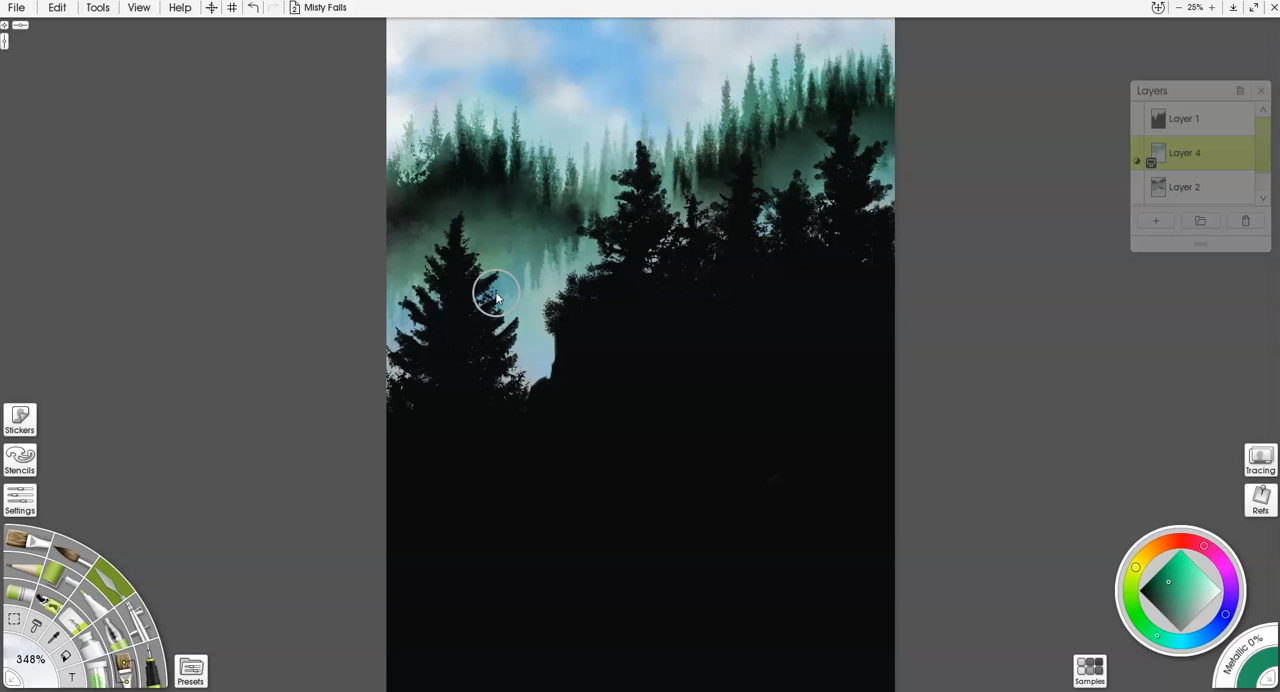 File Edit Tools View Help 2 Misty Falls 25%
Layers
Layer 1
Layer 4
Layer 2
Stickers
Stencils
Settings
Tracing
Refs
348%
T
Presets
Samples
Metallic 0%